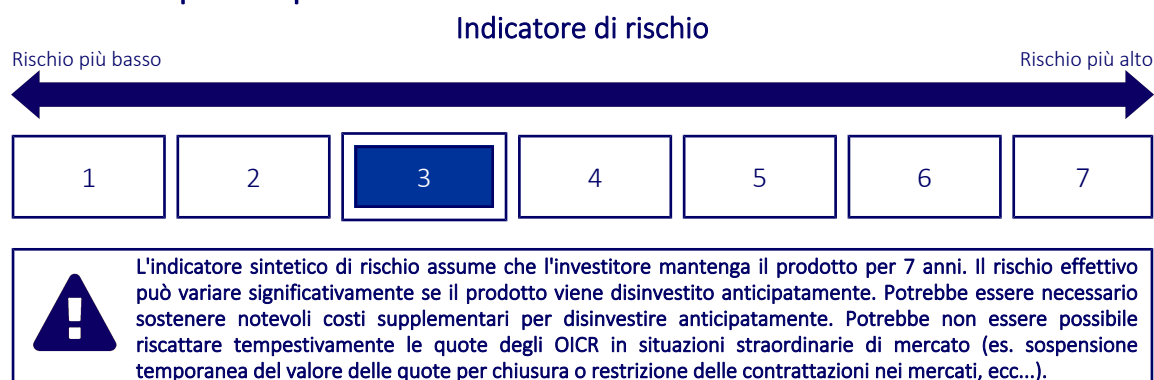 Indicatore di rischio
Rischio più basso
Rischio più alto
1 2 3 4 5 6 7
L'indicatore sintetico di rischio assume che l'investitore mantenga il prodotto per 7 anni. Il rischio effettivo
può variare significativamente se il prodotto viene disinvestito anticipatamente. Potrebbe essere necessario
sostenere notevoli costi supplementari per disinvestire anticipatamente. Potrebbe non essere possibile
riscattare tempestivamente le quote degli OICR in situazioni straordinarie di mercato (es. sospensione
temporanea del valore delle quote per chiusura o restrizione delle contrattazioni nei mercati, ecc...).